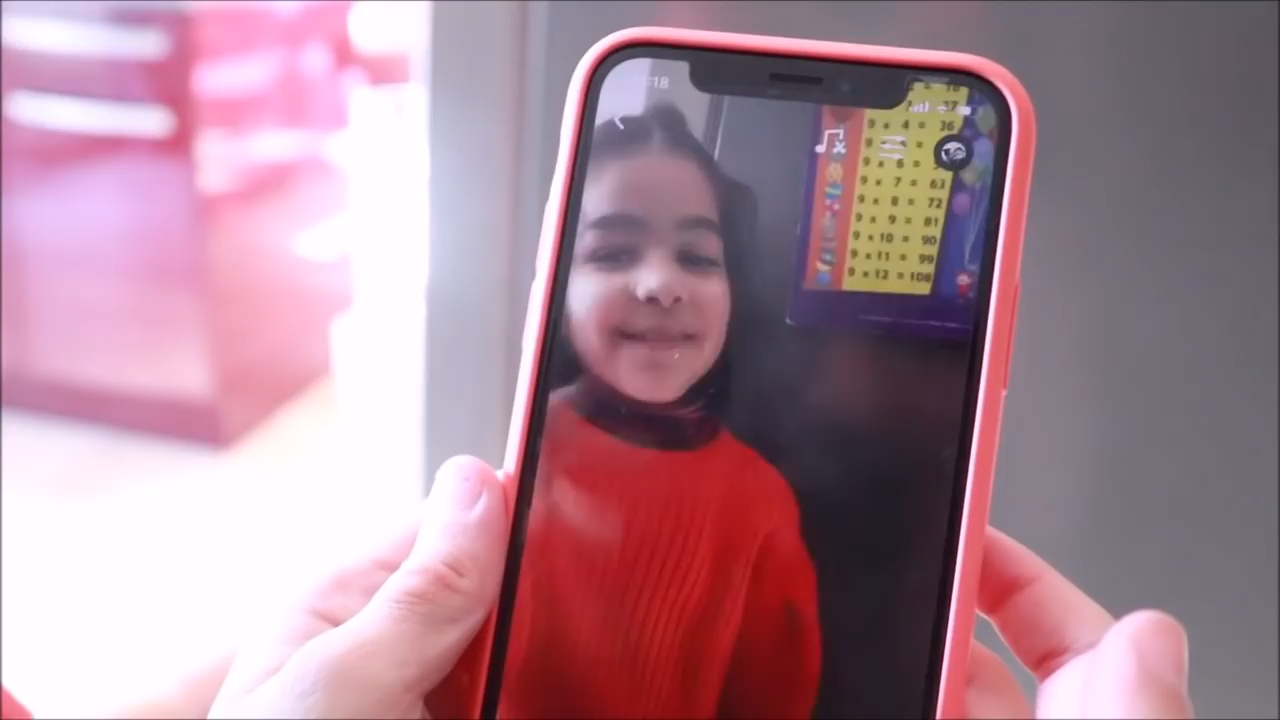 :18
9 x 4 = 36
9 x 7 = 63
9 x 8 = 72
9 x 9 = 81
9 x 10 = 90
9 x 11 = 99
9 x 12 = 108